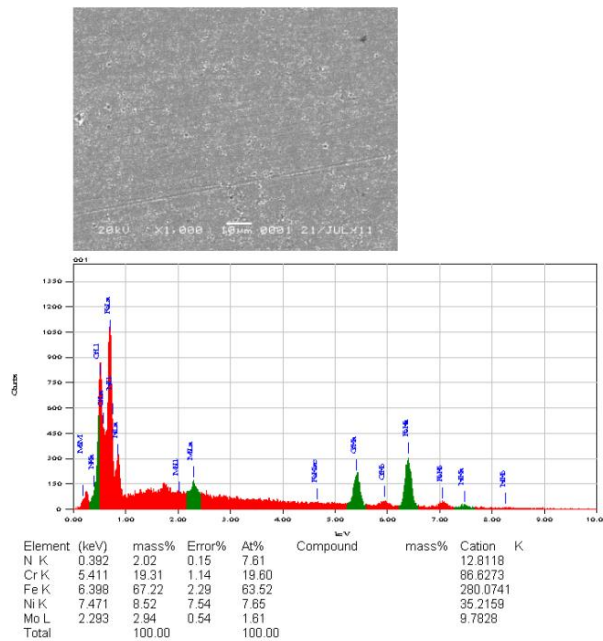 20kV X1,000 10μm 0001 21/JUL/11
001
Counts
1350
1200
1050
900
750
600
450
300
150
0
0.00 1.00 2.00 3.00 4.00 5.00 6.00 7.00 8.00 9.00 10.00
keV
Element (keV) mass% Error% At% Compound mass% Cation K
N K 0.392 2.02 0.15 7.61 12.8118
Cr K 5.411 19.31 1.14 19.60 86.6273
Fe K 6.398 67.22 2.29 63.52 280.0741
Ni K 7.471 8.52 7.54 7.65 35.2159
Mo L 2.293 2.94 0.54 1.61 9.7828
Total 100.00 100.00